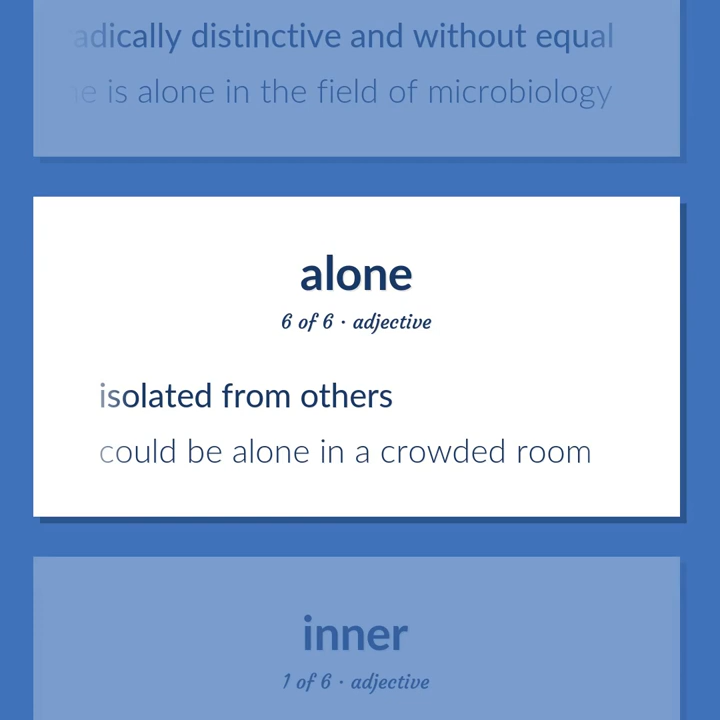 radically distinctive and without equal
is alone in the field of microbiology
alone
6 of 6 · adjective
isolated from others
could be alone in a crowded room
inner
1 of 6 · adjective